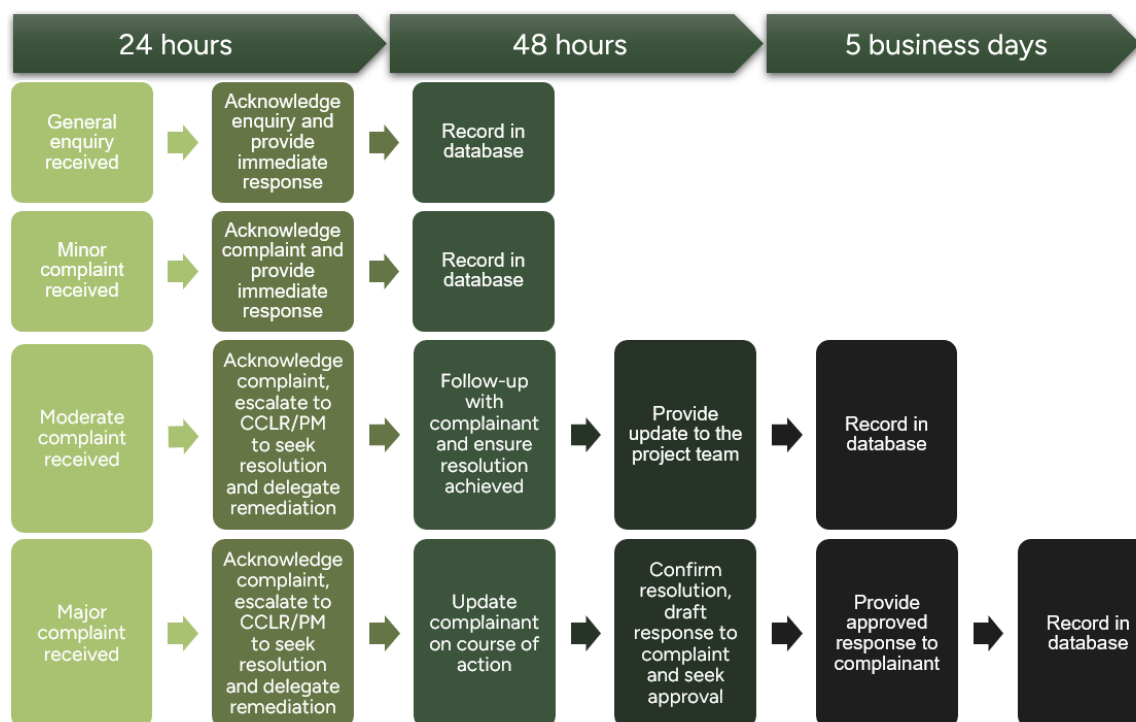 24 hours
48 hours
5 business days
General
enquiry
received
Acknowledge
enquiry and
provide
immediate
response
Record in
database
Minor
complaint
received
Acknowledge
complaint and
provide
immediate
response
Record in
database
Moderate
complaint
received
Acknowledge
complaint,
escalate to
CCLR/PM
to seek
resolution
and delegate
remediation
Follow-up
with
complainant
and ensure
resolution
achieved
Provide
update to the
project team
Record in
database
Major
complaint
received
Acknowledge
complaint,
escalate to
CCLR/PM
to seek
resolution
and delegate
remediation
Update
complainant
on course of
action
Confirm
resolution,
draft
response to
complaint
and seek
approval
Provide
approved
response to
complainant
Record in
database